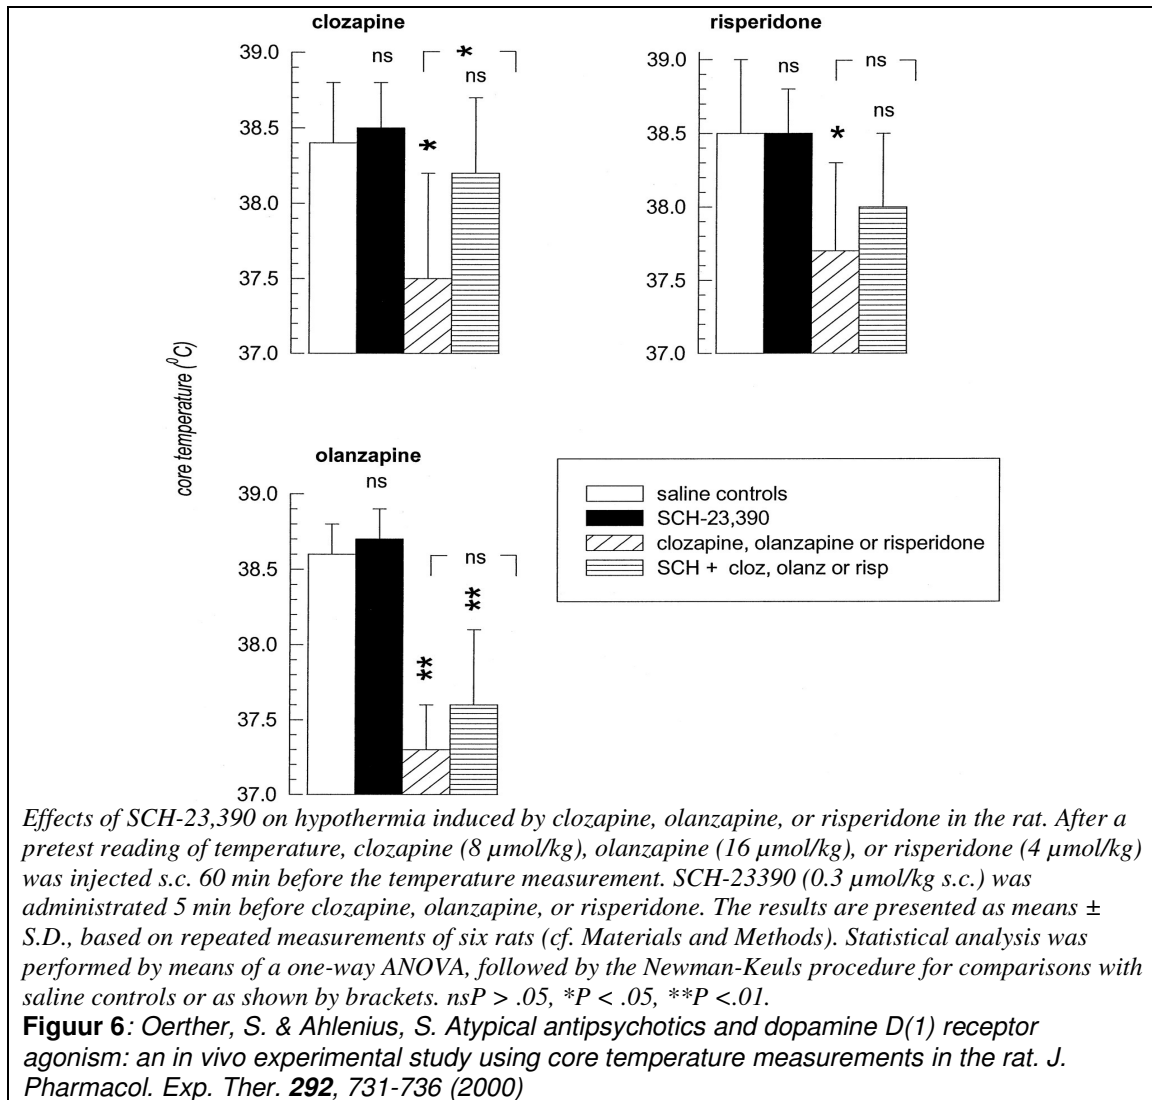 clozapine
39.0
38.5
38.0
37.5
37.0
ns
*
ns
*
risperidone
39.0
38.5
38.0
37.5
37.0
ns
ns
ns
*
core temperature (⁰C)
olanzapine
39.0
38.5
38.0
37.5
37.0
ns
ns
**
**
saline controls
SCH-23,390
clozapine, olanzapine or risperidone
SCH + cloz, olanz or risp
Effects of SCH-23,390 on hypothermia induced by clozapine, olanzapine, or risperidone in the rat. After a
pretest reading of temperature, clozapine (8 µmol/kg), olanzapine (16 µmol/kg), or risperidone (4 µmol/kg)
was injected s.c. 60 min before the temperature measurement. SCH-23390 (0.3 µmol/kg s.c.) was
administrated 5 min before clozapine, olanzapine, or risperidone. The results are presented as means ±
S.D., based on repeated measurements of six rats (cf. Materials and Methods). Statistical analysis was
performed by means of a one-way ANOVA, followed by the Newman-Keuls procedure for comparisons with
saline controls or as shown by brackets. nsP > .05, *P < .05, **P <.01.
Figuur 6: Oerther, S. & Ahlenius, S. Atypical antipsychotics and dopamine D(1) receptor
agonism: an in vivo experimental study using core temperature measurements in the rat. J.
Pharmacol. Exp. Ther. 292, 731-736 (2000)